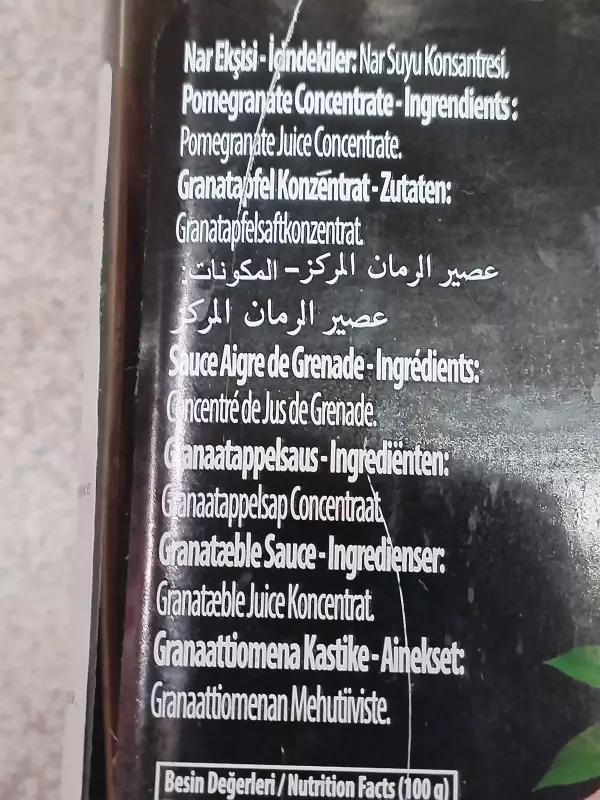 Nar Ekşisi - İçindekiler: Nar Suyu Konsantresi.
Pomegranate Concentrate - Ingrendients:
Pomegranate Juice Concentrate.
Granatapfel Konzentrat - Zutaten:
Granatapfelsaftkonzentrat.
عصير الرمان المركز - المكونات:
عصير الرمان المركز
Sauce Aigre de Grenade - Ingrédients:
Concentré de Jus de Grenade.
Granaatappelsaus - Ingrediënten:
Granaatappelsap Concentraat.
Granatæble Sauce - Ingredienser:
Granatæble Juice Koncentrat.
Granaattiomena Kastike - Ainekset:
Granaattiomenan Mehutiiviste.
Besin Değerleri / Nutrition Facts (100 g)